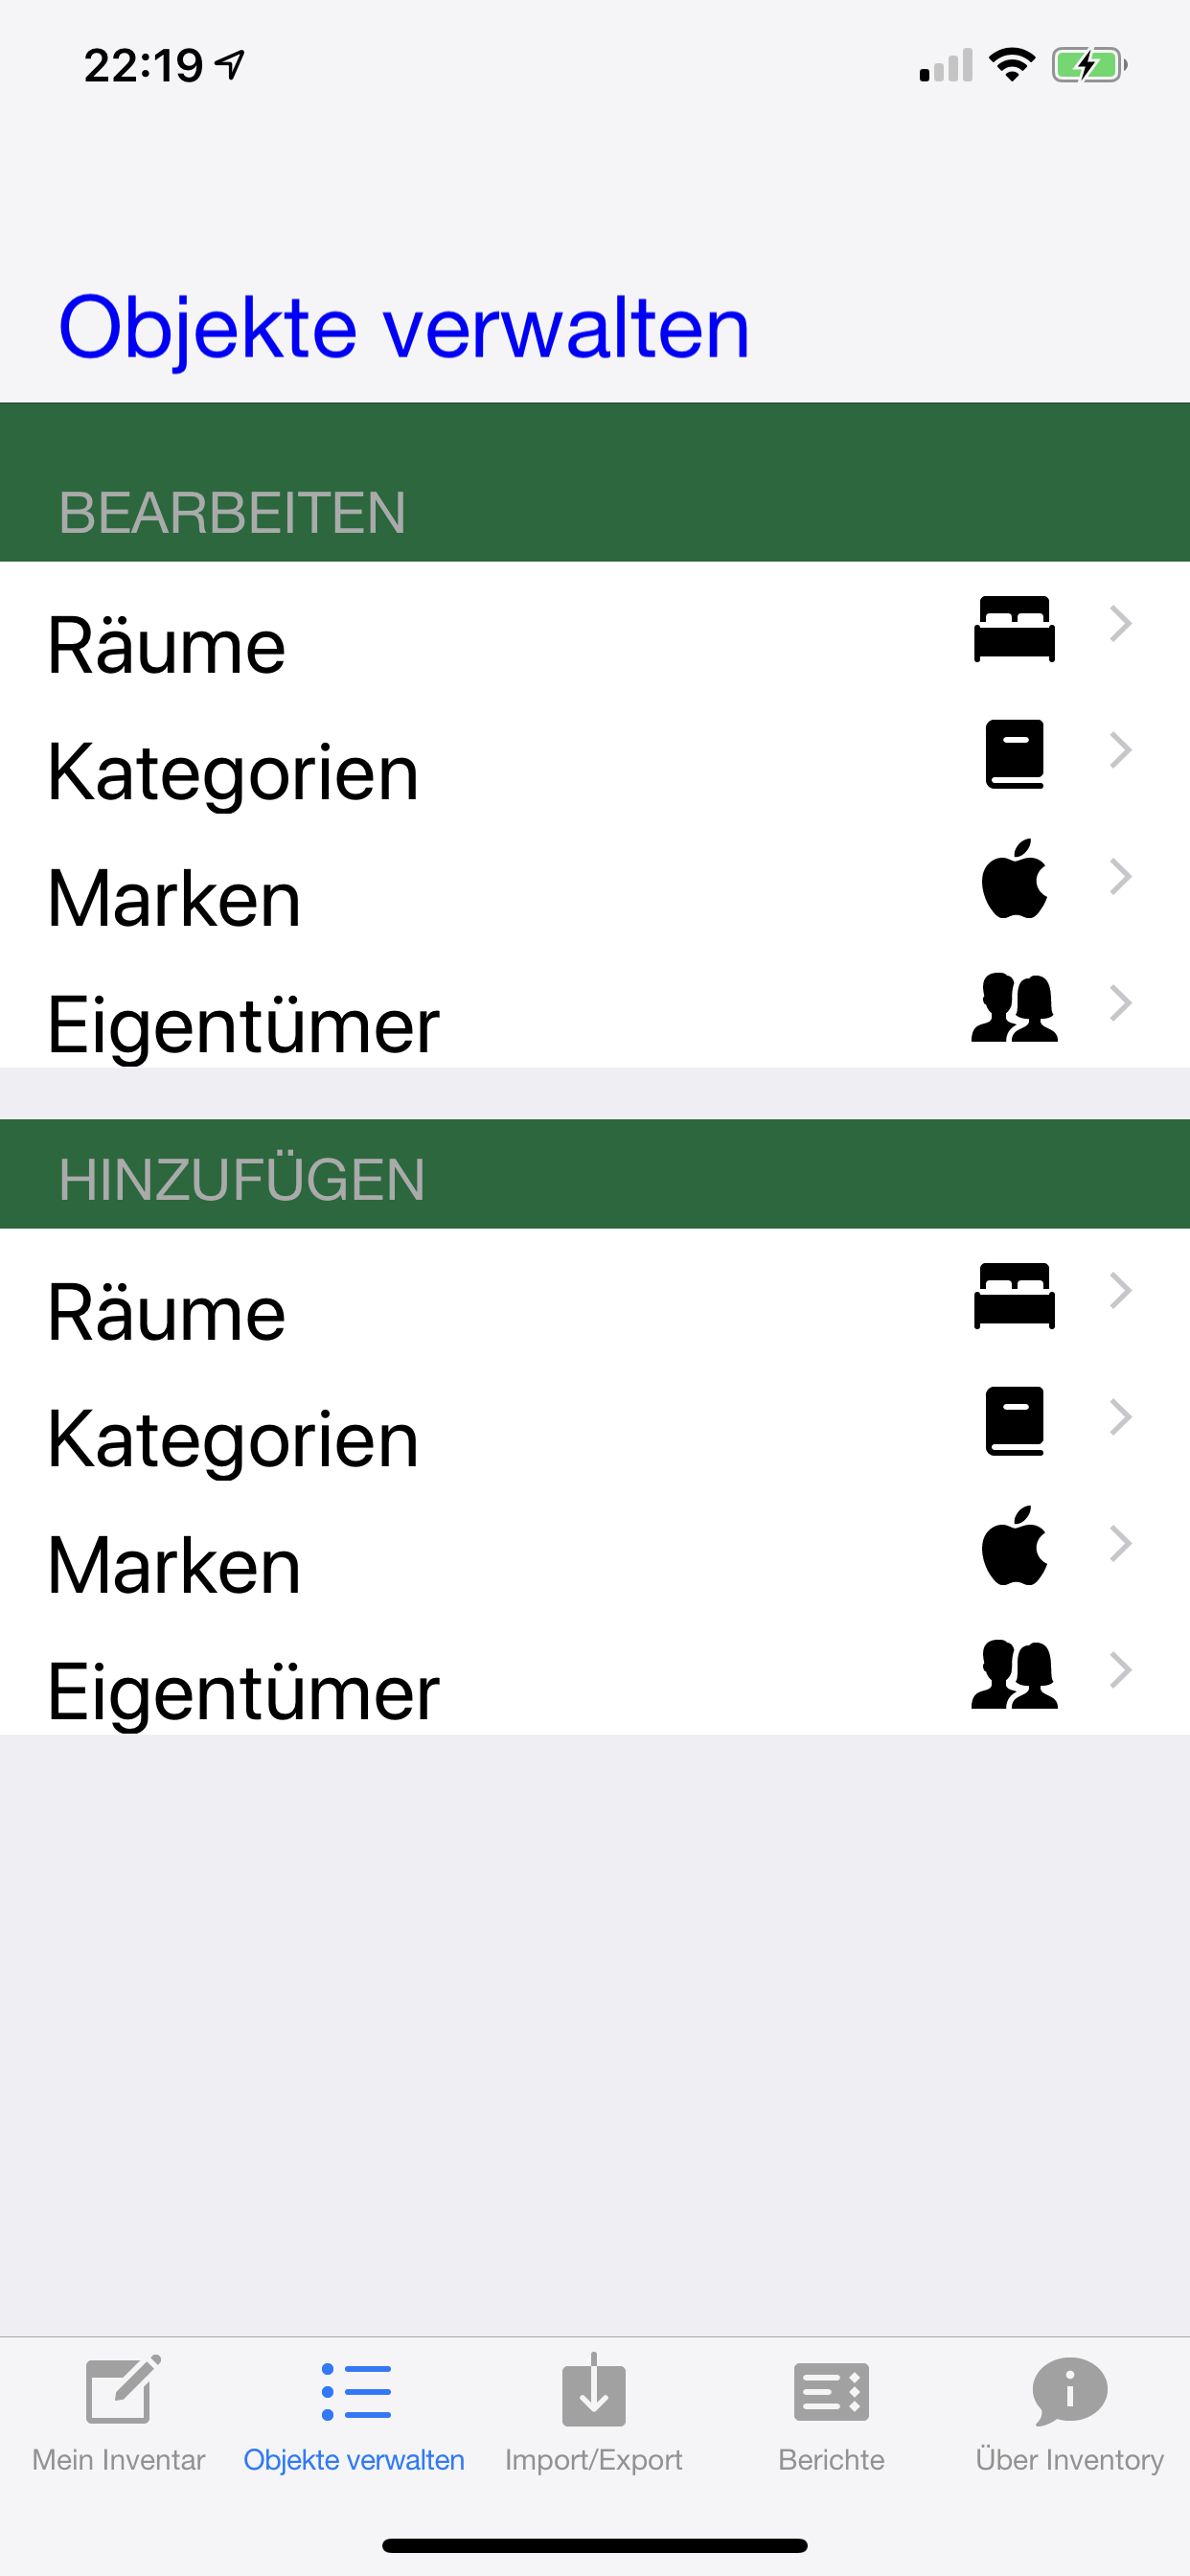 22:19
Objekte verwalten
BEARBEITEN
Räume
Kategorien
Marken
Eigentümer
HINZUFÜGEN
Räume
Kategorien
Marken
Eigentümer
Mein Inventar Objekte verwalten Import/Export Berichte Über Inventory